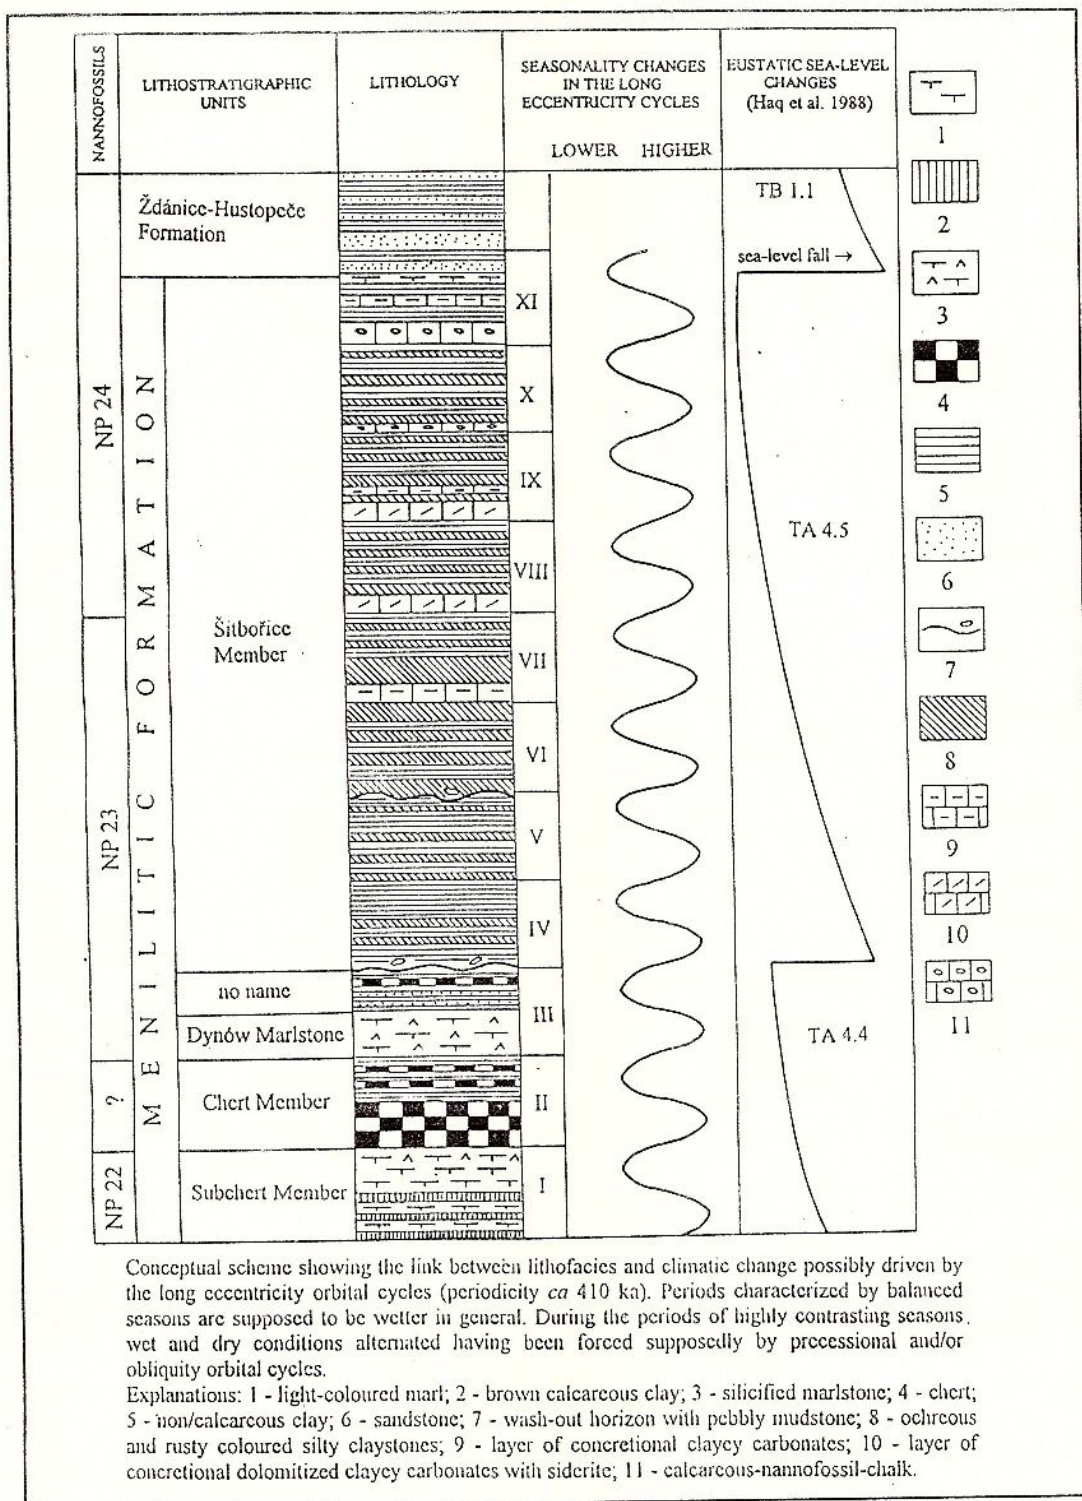 NANNOFOSSILS
LITHOSTRATIGRAPHIC
UNITS
LITHOLOGY
SEASONALITY CHANGES
IN THE LONG
ECCENTRICITY CYCLES
LOWER HIGHER
EUSTATIC SEA-LEVEL
CHANGES
(Haq et al. 1988)
NP 24
NP 23
?
NP 22
MENILITIC FORMATION
Ždánice-Hustopeče
Formation
Šitbořice
Member
no name
Dynów Marlstone
Chert Member
Subchert Member
XI
X
IX
VIII
VII
VI
V
IV
III
II
I
TB 1.1
sea-level fall →
TA 4.5
TA 4.4
1
2
3
4
5
6
7
8
9
10
11
Conceptual scheme showing the link between lithofacies and climatic change possibly driven by
the long eccentricity orbital cycles (periodicity ca 410 ka). Periods characterized by balanced
seasons are supposed to be wetter in general. During the periods of highly contrasting seasons,
wet and dry conditions alternated having been forced supposedly by precessional and/or
obliquity orbital cycles.
Explanations: 1 - light-coloured marl; 2 - brown calcareous clay; 3 - silicified marlstone; 4 - chert;
5 - non/calcareous clay; 6 - sandstone; 7 - wash-out horizon with pebbly mudstone; 8 - ochreous
and rusty coloured silty claystones; 9 - layer of concretional clayey carbonates; 10 - layer of
concretional dolomitized clayey carbonates with siderite; 11 - calcareous-nannofossil-chalk.